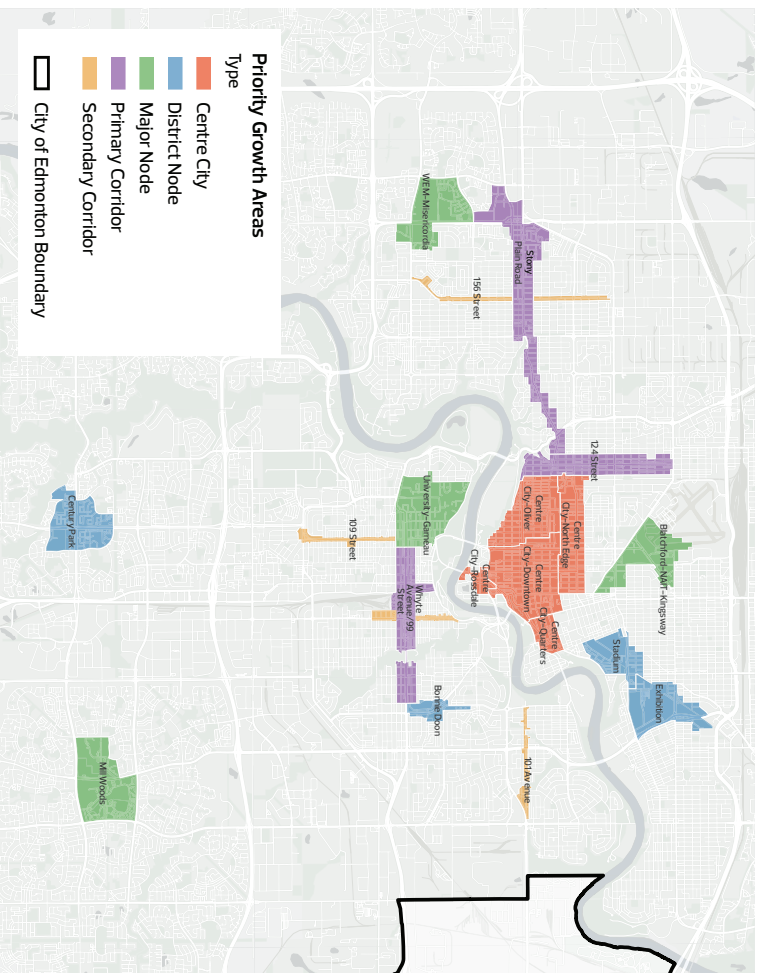 Priority Growth Areas
Type
Centre City
District Node
Major Node
Primary Corridor
Secondary Corridor
City of Edmonton Boundary
WEM-Misericordia
Stony
Plain Road
156 Street
124 Street
Blatchford-NAIT-Kingsway
Centre
City-North Edge
Centre
City-Oliver
Centre
City-Downtown
Centre
City-Quarters
Centre
City-Rossdale
University-Garneau
109 Street
Whyte
Avenue/99
Street
Stadium
Exhibition
Bonnie Doon
101 Avenue
Century Park
Mill Woods